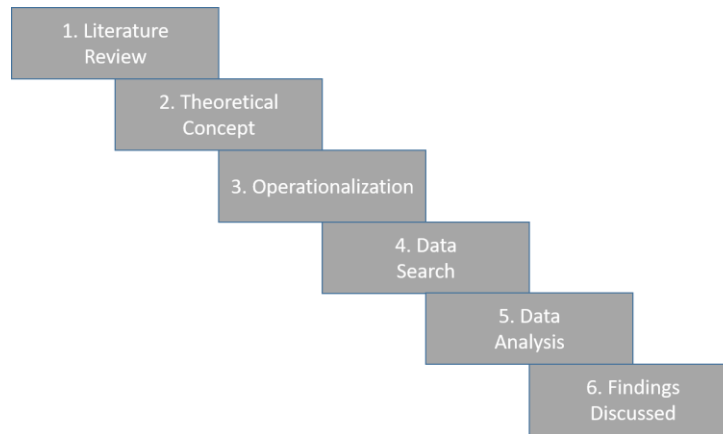 1. Literature
Review
2. Theoretical
Concept
3. Operationalization
4. Data
Search
5. Data
Analysis
6. Findings
Discussed